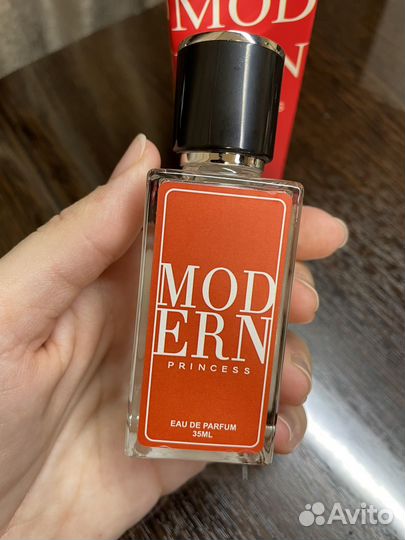 MOD
ERN
MOD
ERN
PRINCESS
EAU DE PARFUM
35ML
Avito